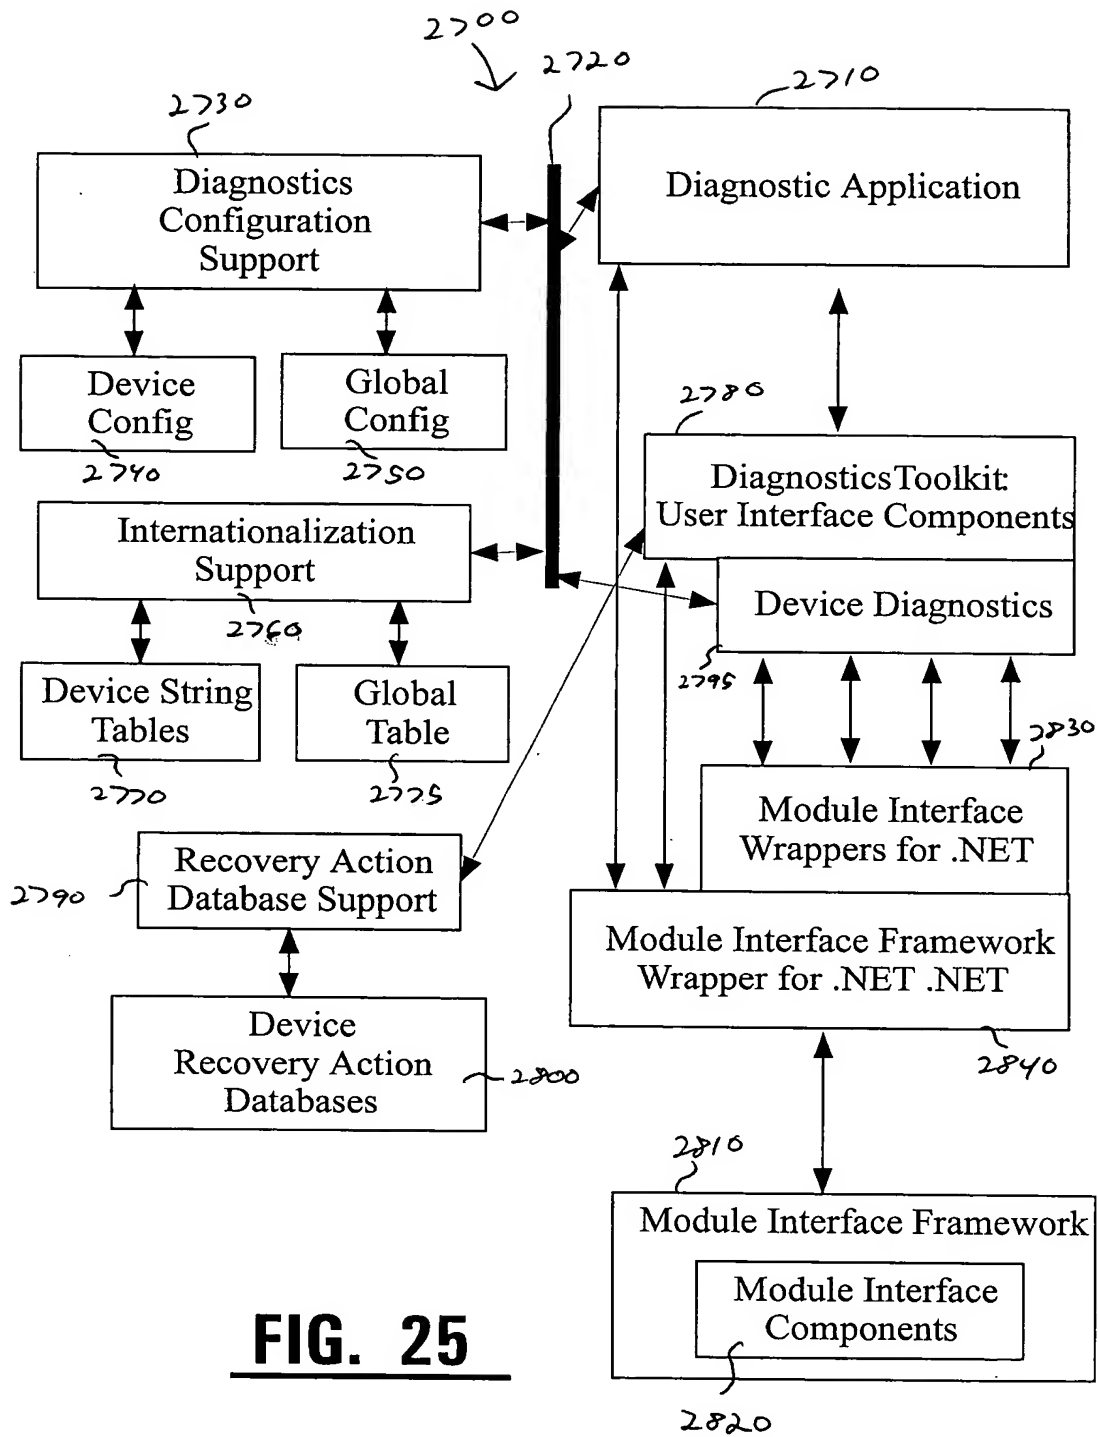 2700
2720
2710
2730
Diagnostics
Configuration
Support
Diagnostic Application
Device
Config
2740
Global
Config
2750
2780
DiagnosticsToolkit:
User Interface Components
Internationalization
Support
2760
Device Diagnostics
2795
Device String
Tables
2770
Global
Table
2775
2830
Module Interface
Wrappers for .NET
Recovery Action
Database Support
2790
Module Interface Framework
Wrapper for .NET .NET
2840
Device
Recovery Action
Databases
2800
2810
Module Interface Framework
Module Interface
Components
2820
FIG. 25